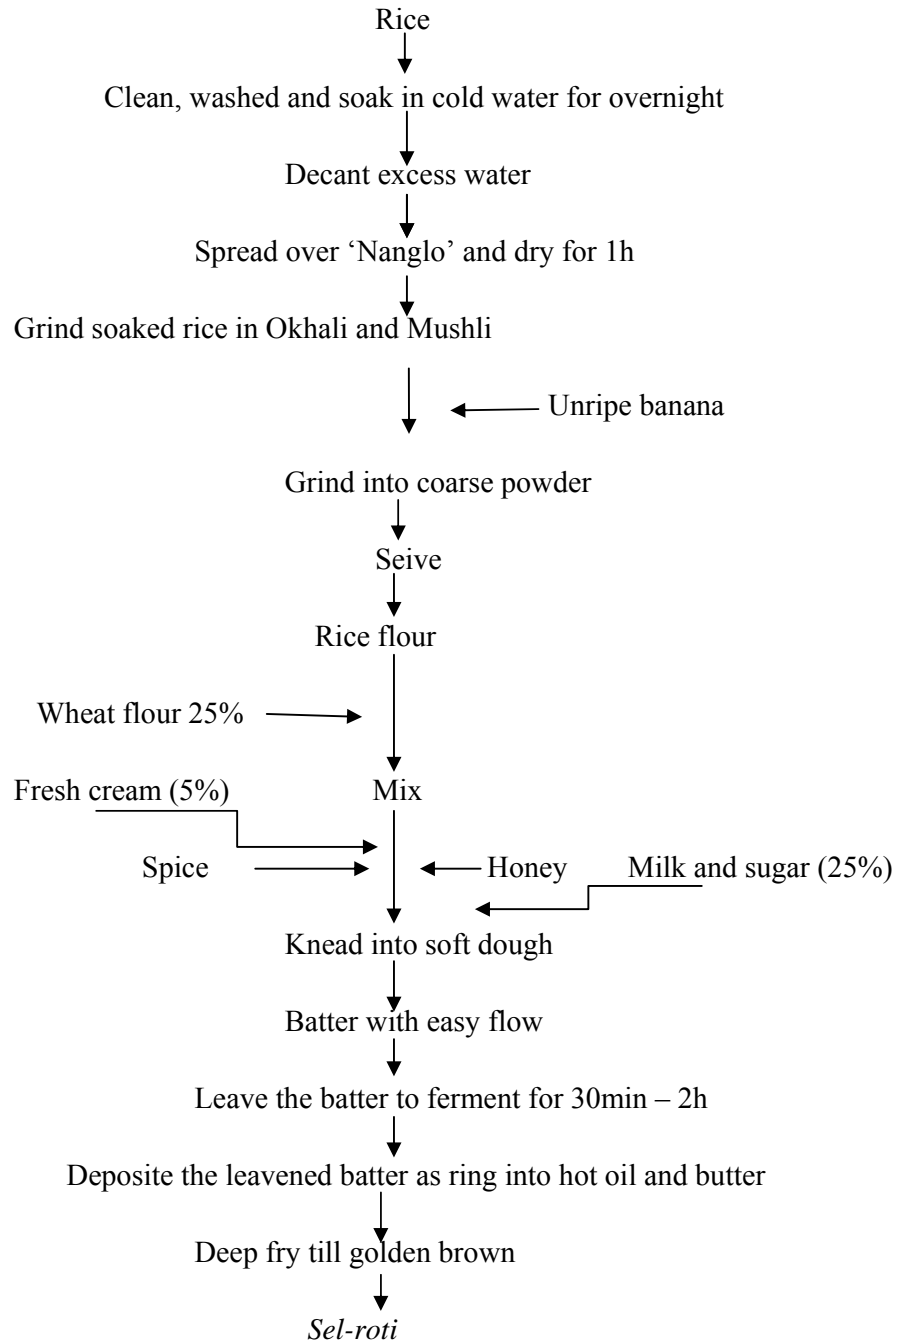 Rice
Clean, washed and soak in cold water for overnight
Decant excess water
Spread over ‘Nanglo’ and dry for 1h
Grind soaked rice in Okhali and Mushli
Unripe banana
Grind into coarse powder
Seive
Rice flour
Wheat flour 25%
Fresh cream (5%) Mix
Spice Honey Milk and sugar (25%)
Knead into soft dough
Batter with easy flow
Leave the batter to ferment for 30min – 2h
Deposite the leavened batter as ring into hot oil and butter
Deep fry till golden brown
Sel-roti